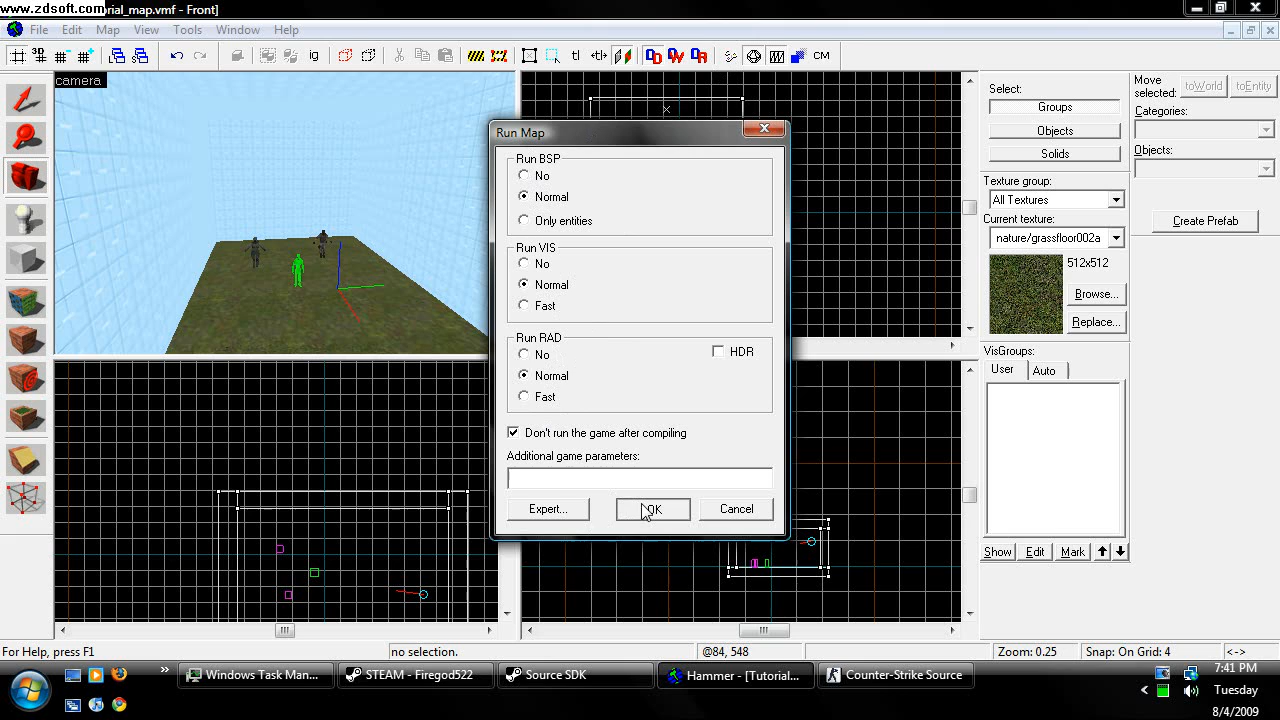 www.zdsoft.com
rial_map.vmf - Front]
File Edit Map View Tools Window Help
3D
ig
tl
CM
camera
Run Map
Run BSP
No
Normal
Only entities
Run VIS
No
Normal
Fast
Run RAD
No
HDR
Normal
Fast
Don't run the game after compiling
Additional game parameters:
Expert...
OK
Cancel
Select:
Groups
Objects
Solids
Texture group:
All Textures
Current texture:
nature/grassfloor002a
512x512
Browse...
Replace...
VisGroups:
User Auto
Show Edit Mark
Move selected:
toWorld toEntity
Categories:
Objects:
Create Prefab
For Help, press F1
no selection.
@84, 548
Zoom: 0.25
Snap: On Grid: 4
<->
Windows Task Man...
STEAM - Firegod522
Source SDK
Hammer - [Tutorial...
Counter-Strike Source
7:41 PM
Tuesday
8/4/2009